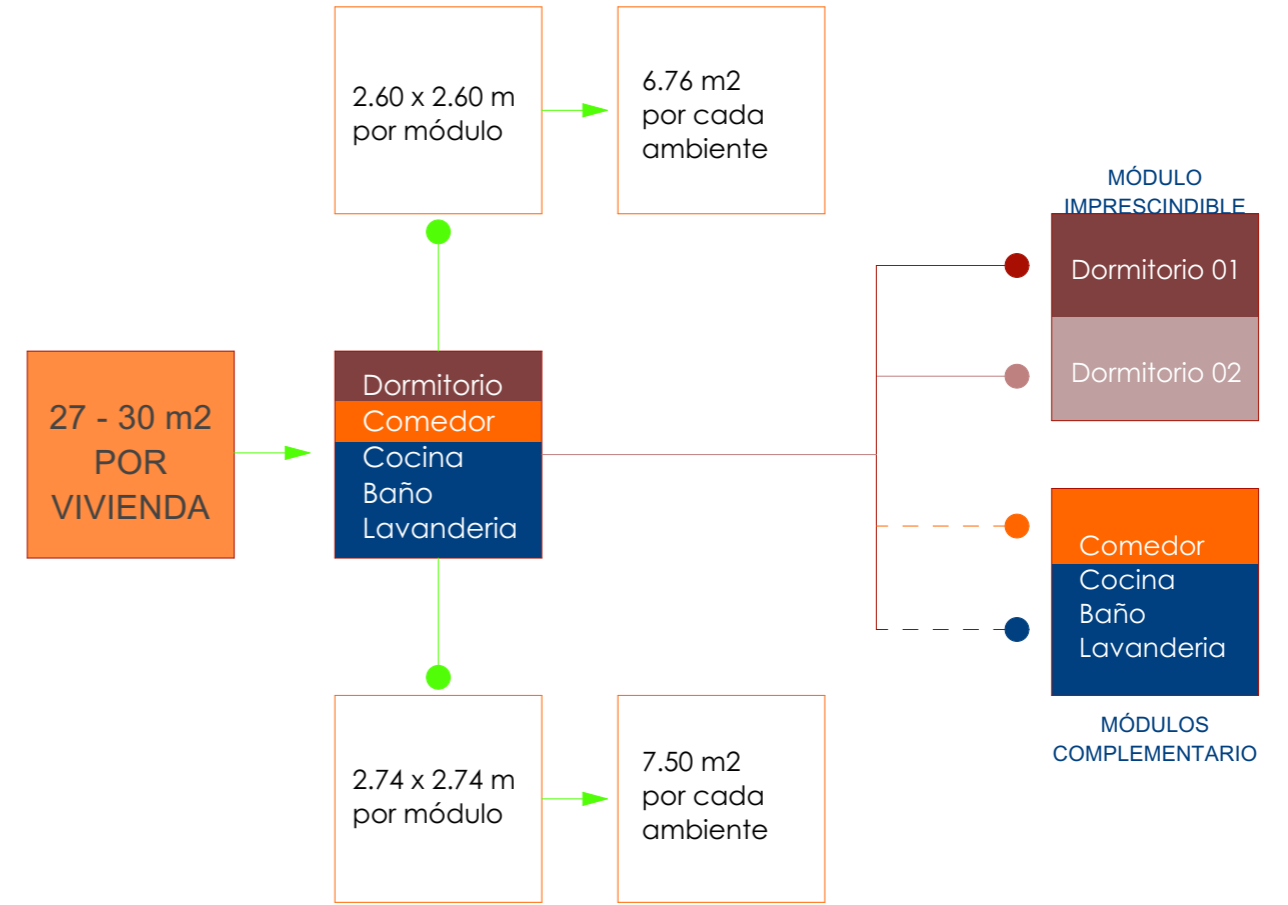 2.60 x 2.60 m
por módulo
6.76 m2
por cada
ambiente
MÓDULO
IMPRESCINDIBLE
Dormitorio 01
Dormitorio 02
27 - 30 m2
POR
VIVIENDA
Dormitorio
Comedor
Cocina
Baño
Lavanderia
Comedor
Cocina
Baño
Lavanderia
MÓDULOS
COMPLEMENTARIO
2.74 x 2.74 m
por módulo
7.50 m2
por cada
ambiente